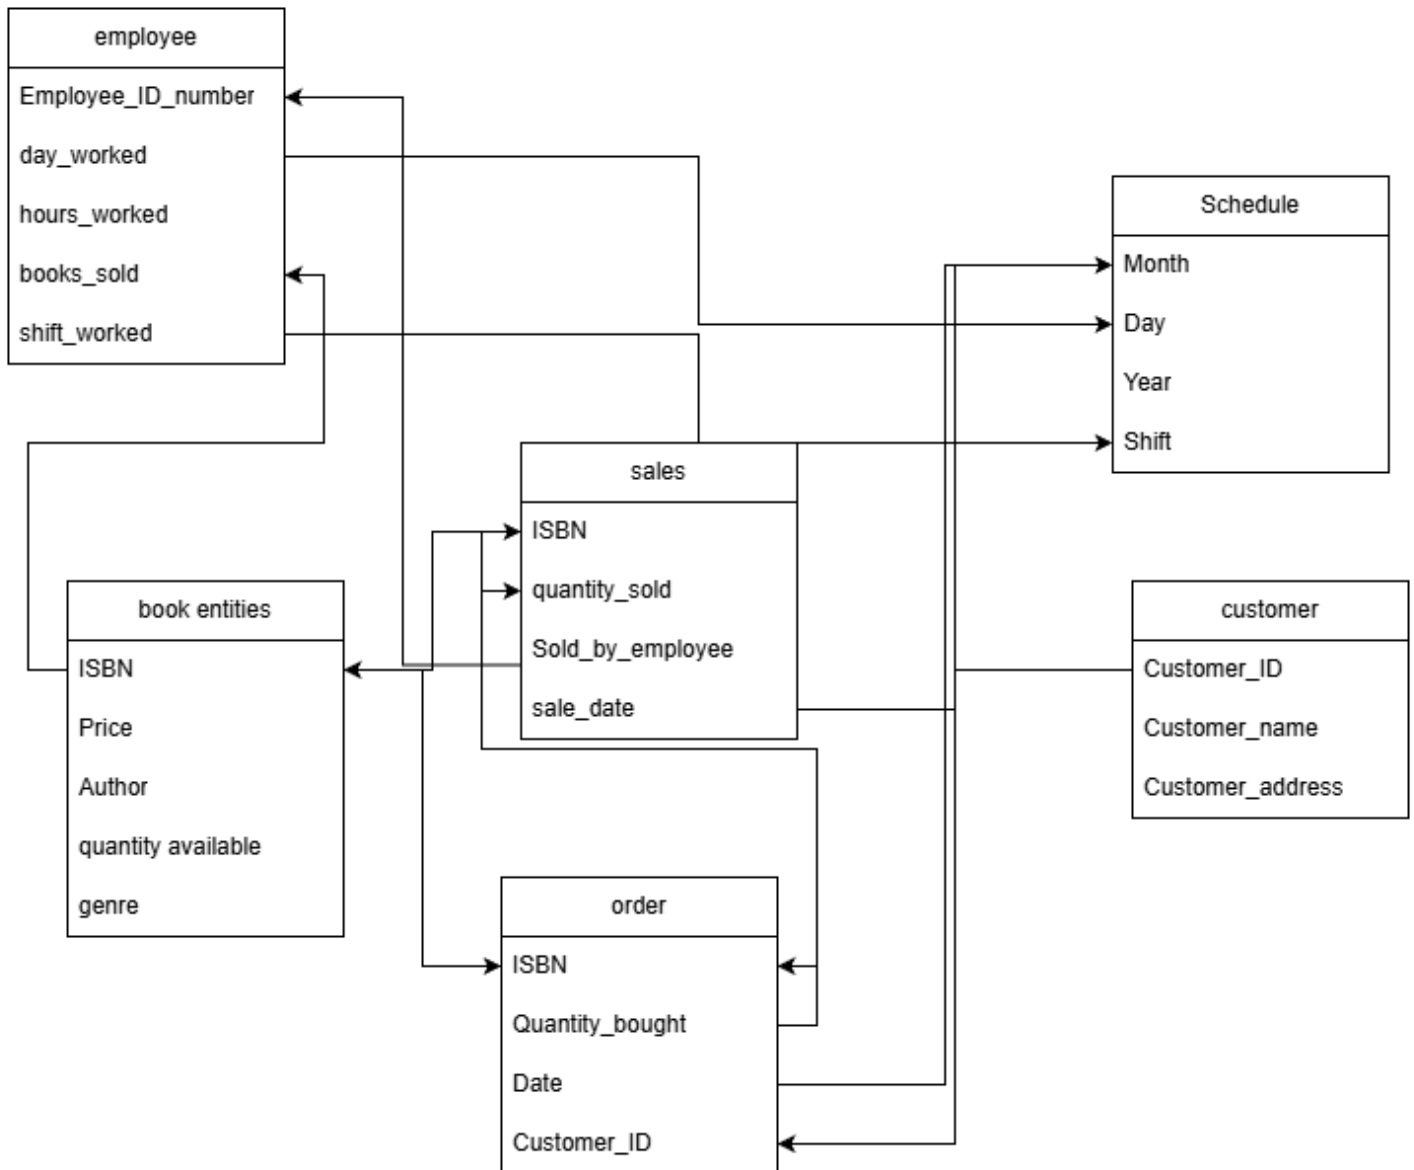 employee
Employee_ID_number
day_worked
hours_worked
books_sold
shift_worked
Schedule
Month
Day
Year
Shift
sales
ISBN
quantity_sold
Sold_by_employee
sale_date
book entities
ISBN
Price
Author
quantity available
genre
customer
Customer_ID
Customer_name
Customer_address
order
ISBN
Quantity_bought
Date
Customer_ID